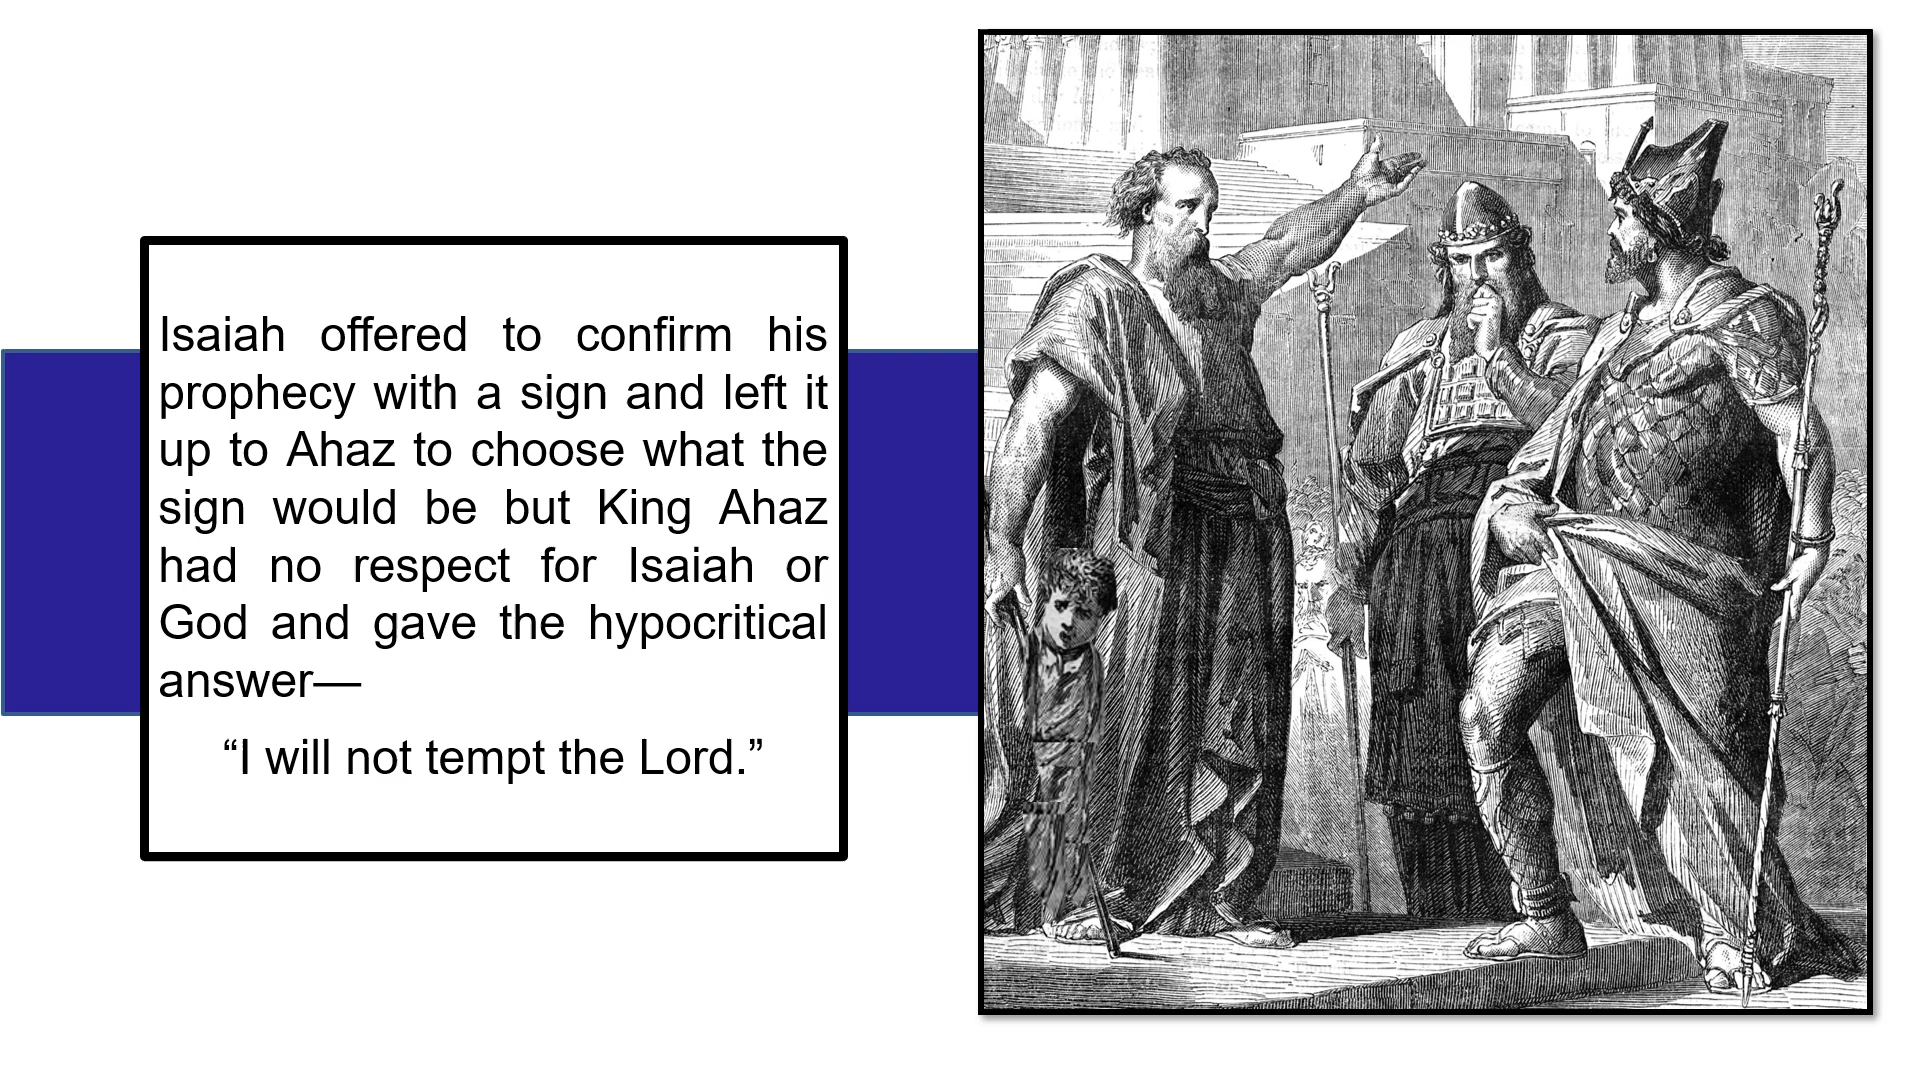 Isaiah offered to confirm his
prophecy with a sign and left it
up to Ahaz to choose what the
sign would be but King Ahaz
had no respect for Isaiah or
God and gave the hypocritical
answer—
“I will not tempt the Lord.”